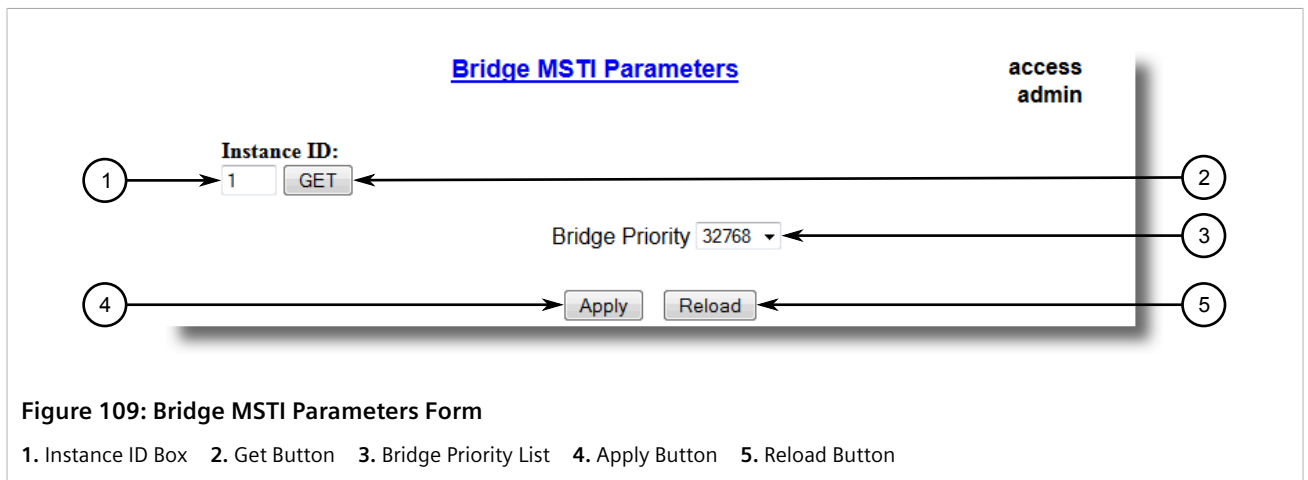 Bridge MSTI Parameters
access
admin
Instance ID:
1 1 GET 2
Bridge Priority 32768 3
4 Apply Reload 5
Figure 109: Bridge MSTI Parameters Form
1. Instance ID Box 2. Get Button 3. Bridge Priority List 4. Apply Button 5. Reload Button